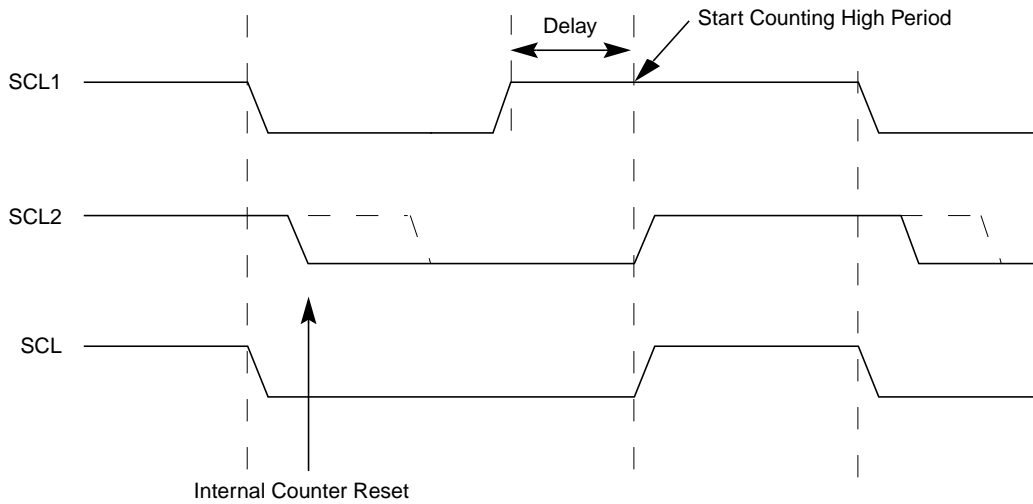 Start Counting High Period
Delay
SCL1
SCL2
SCL
Internal Counter Reset